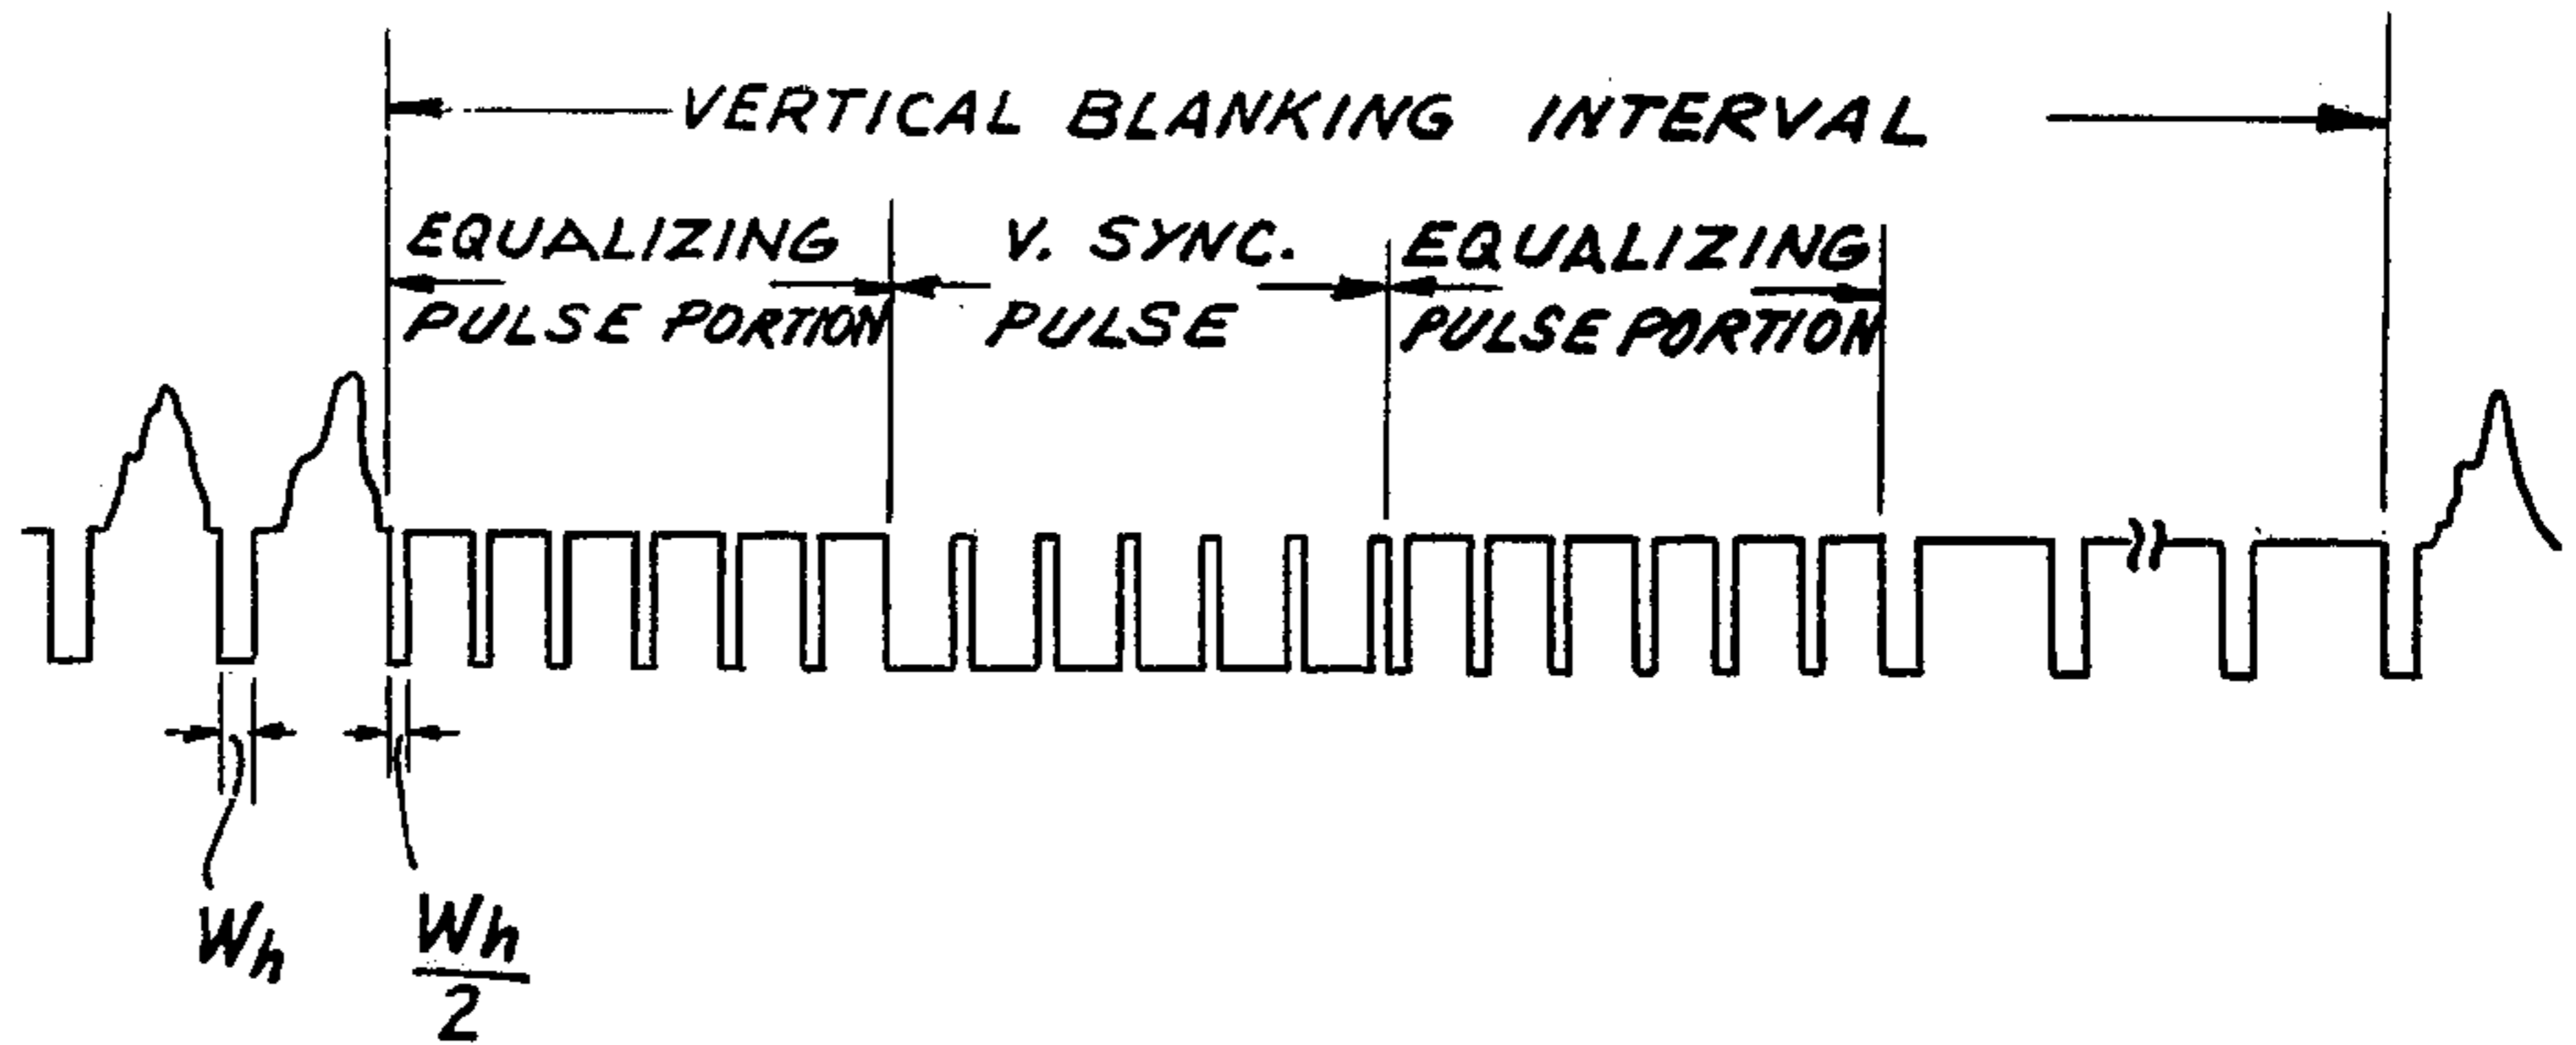 VERTICAL BLANKING INTERVAL
EQUALIZING
PULSE PORTION
V. SYNC.
PULSE
EQUALIZING
PULSE PORTION
Wh
Wh
2